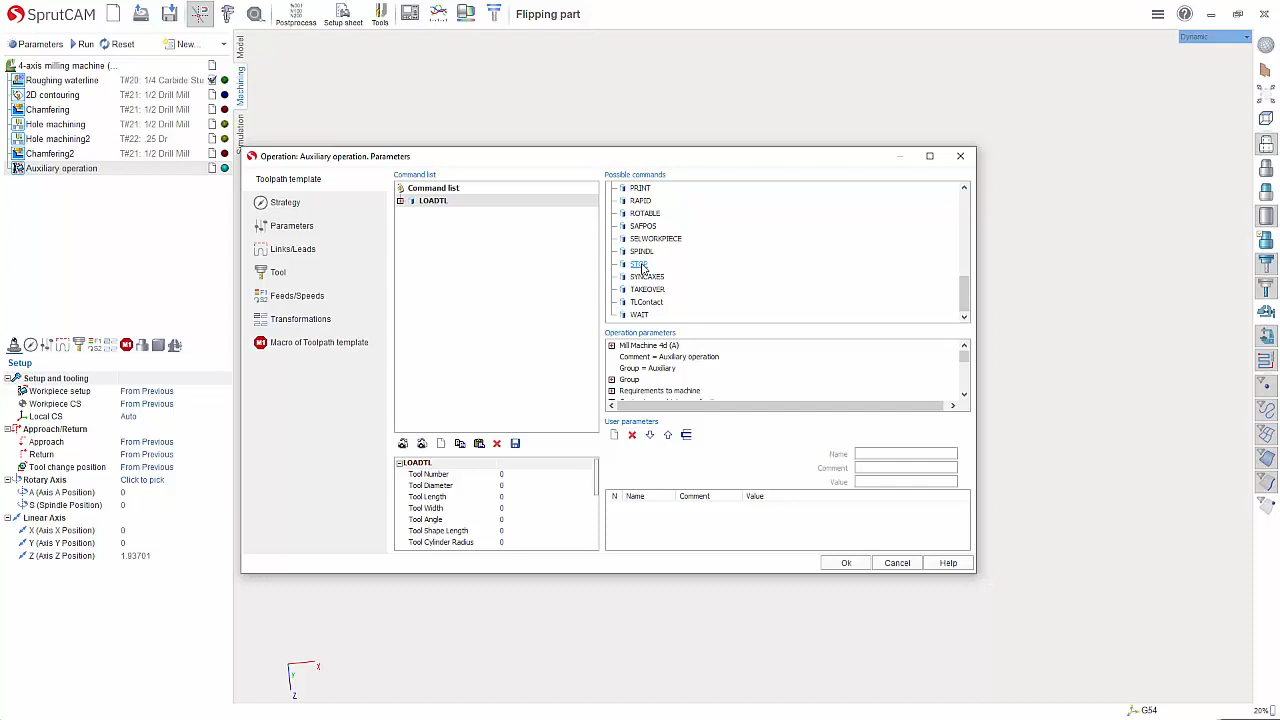 SprutCAM
Postprocess
Setup sheet
Tools
Flipping part
Parameters
Run
Reset
New...
Dynamic
4-axis milling machine (...
Roughing waterline T#20: 1/4 Carbide Stu
2D contouring T#21: 1/2 Drill Mill
Chamfering T#21: 1/2 Drill Mill
Hole machining T#21: 1/2 Drill Mill
Hole machining2 T#22: .25 Dr
Chamfering2 T#21: 1/2 Drill Mill
Auxiliary operation
Model
Machining
Simulation
Setup
Setup and tooling
Workpiece setup From Previous
Workpiece CS From Previous
Local CS Auto
Approach/Return
Approach From Previous
Return From Previous
Tool change position From Previous
Rotary Axis Click to pick
A (Axis A Position) 0
S (Spindle Position) 0
Linear Axis
X (Axis X Position) 0
Y (Axis Y Position) 0
Z (Axis Z Position) 1.93701
Operation: Auxiliary operation. Parameters
Toolpath template
Strategy
Parameters
Links/Leads
Tool
Feeds/Speeds
Transformations
Macro of Toolpath template
Command list
Command list
LOADTL
LOADTL
Tool Number 0
Tool Diameter 0
Tool Length 0
Tool Width 0
Tool Angle 0
Tool Shape Length 0
Tool Cylinder Radius 0
Possible commands
PRINT
RAPID
ROTABLE
SAFPOS
SELWORKPIECE
SPINDL
STOP
SYNCAXES
TAKEOVER
TLContact
WAIT
Operation parameters
Mill Machine 4d (A)
Comment = Auxiliary operation
Group = Auxiliary
Group
Requirements to machine
User parameters
Name
Comment
Value
N Name Comment Value
Ok
Cancel
Help
X
Y
Z
G54
20%